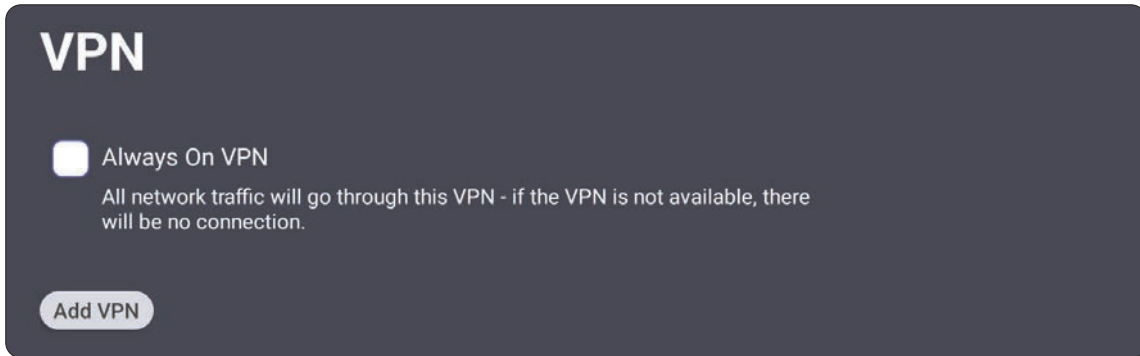 VPN
Always On VPN
All network traffic will go through this VPN - if the VPN is not available, there
will be no connection.
Add VPN